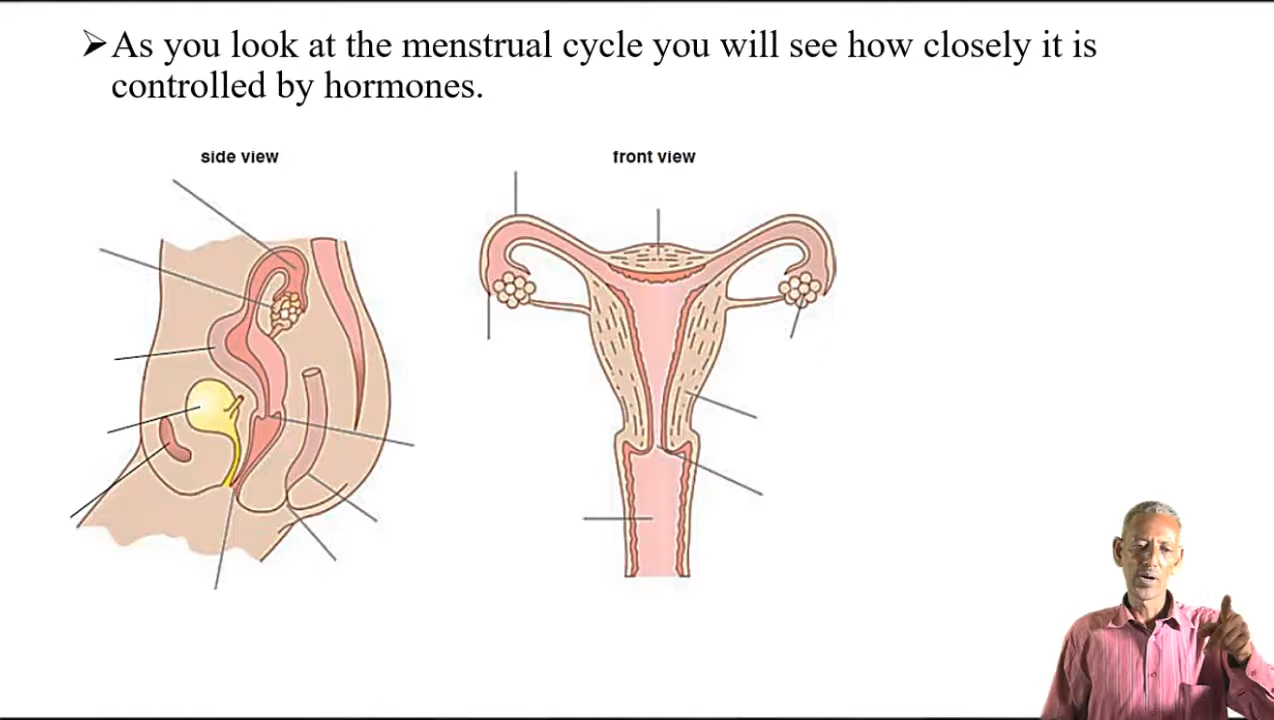 ➢As you look at the menstrual cycle you will see how closely it is
controlled by hormones.
side view
front view